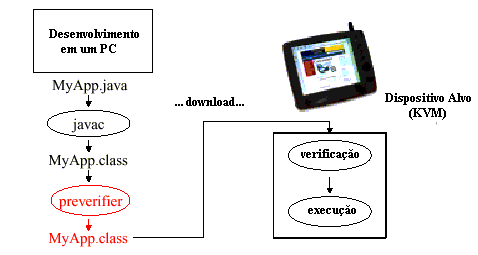 Desenvolvimento
em um PC
MyApp.java
javac
MyApp.class
preverifier
MyApp.class
... download...
Dispositivo Alvo
(KVM)
verificação
execução